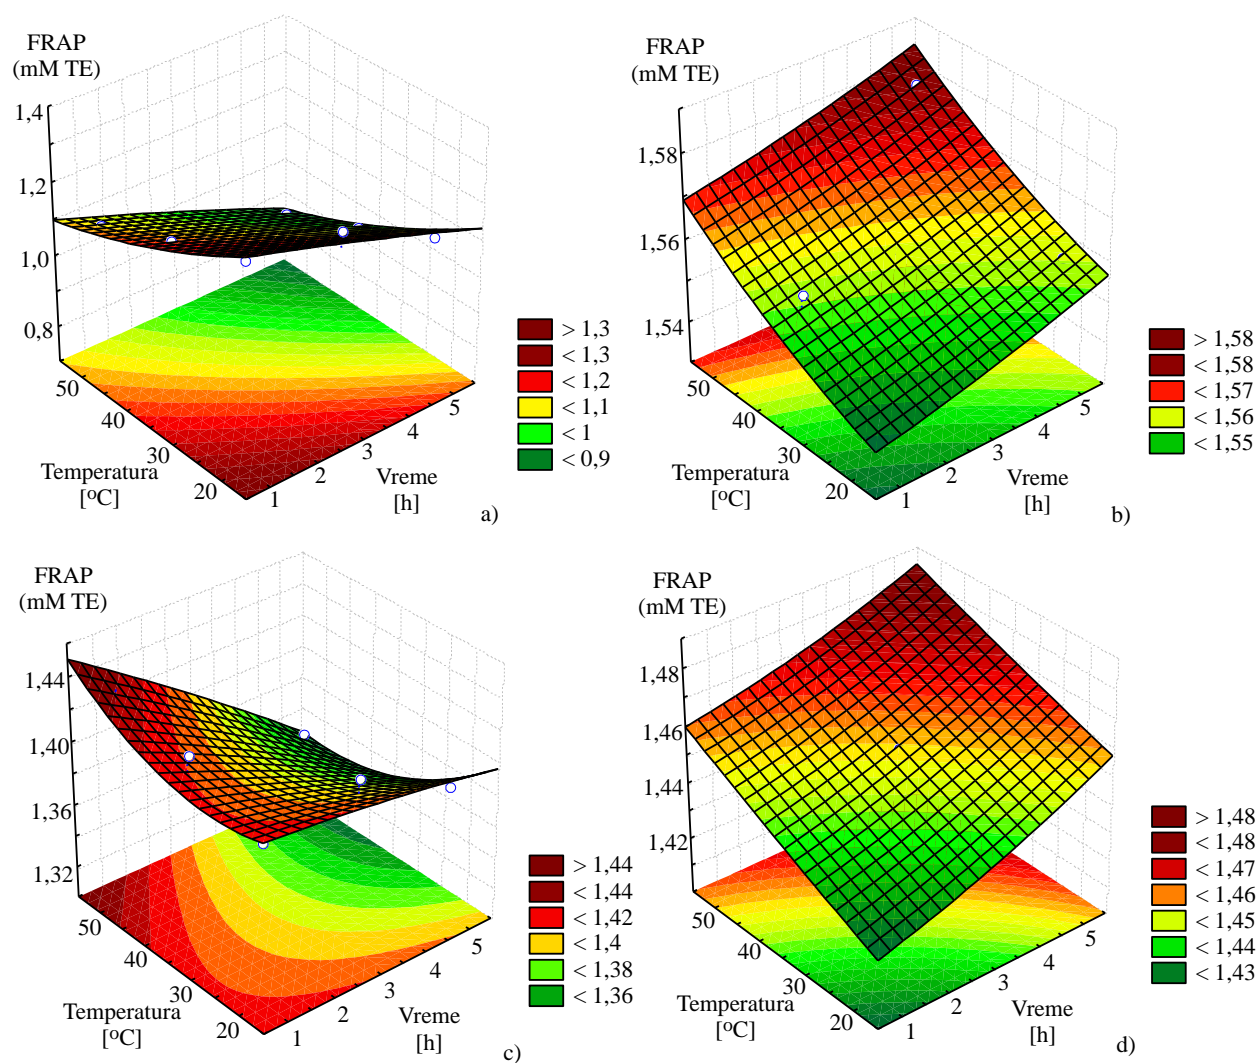 FRAP
(mM TE)
1,4
1,2
1,0
0,8
50
40
30
20
Temperatura
[ºC]
1
2
3
4
5
Vreme
[h]
> 1,3
< 1,3
< 1,2
< 1,1
< 1
< 0,9
a)
FRAP
(mM TE)
1,58
1,56
1,54
50
40
30
20
Temperatura
[ºC]
1
2
3
4
5
Vreme
[h]
> 1,58
< 1,58
< 1,57
< 1,56
< 1,55
b)
FRAP
(mM TE)
1,44
1,40
1,36
1,32
50
40
30
20
Temperatura
[ºC]
1
2
3
4
5
Vreme
[h]
> 1,44
< 1,44
< 1,42
< 1,4
< 1,38
< 1,36
c)
FRAP
(mM TE)
1,48
1,46
1,44
1,42
50
40
30
20
Temperatura
[ºC]
1
2
3
4
5
Vreme
[h]
> 1,48
< 1,48
< 1,47
< 1,46
< 1,45
< 1,44
< 1,43
d)